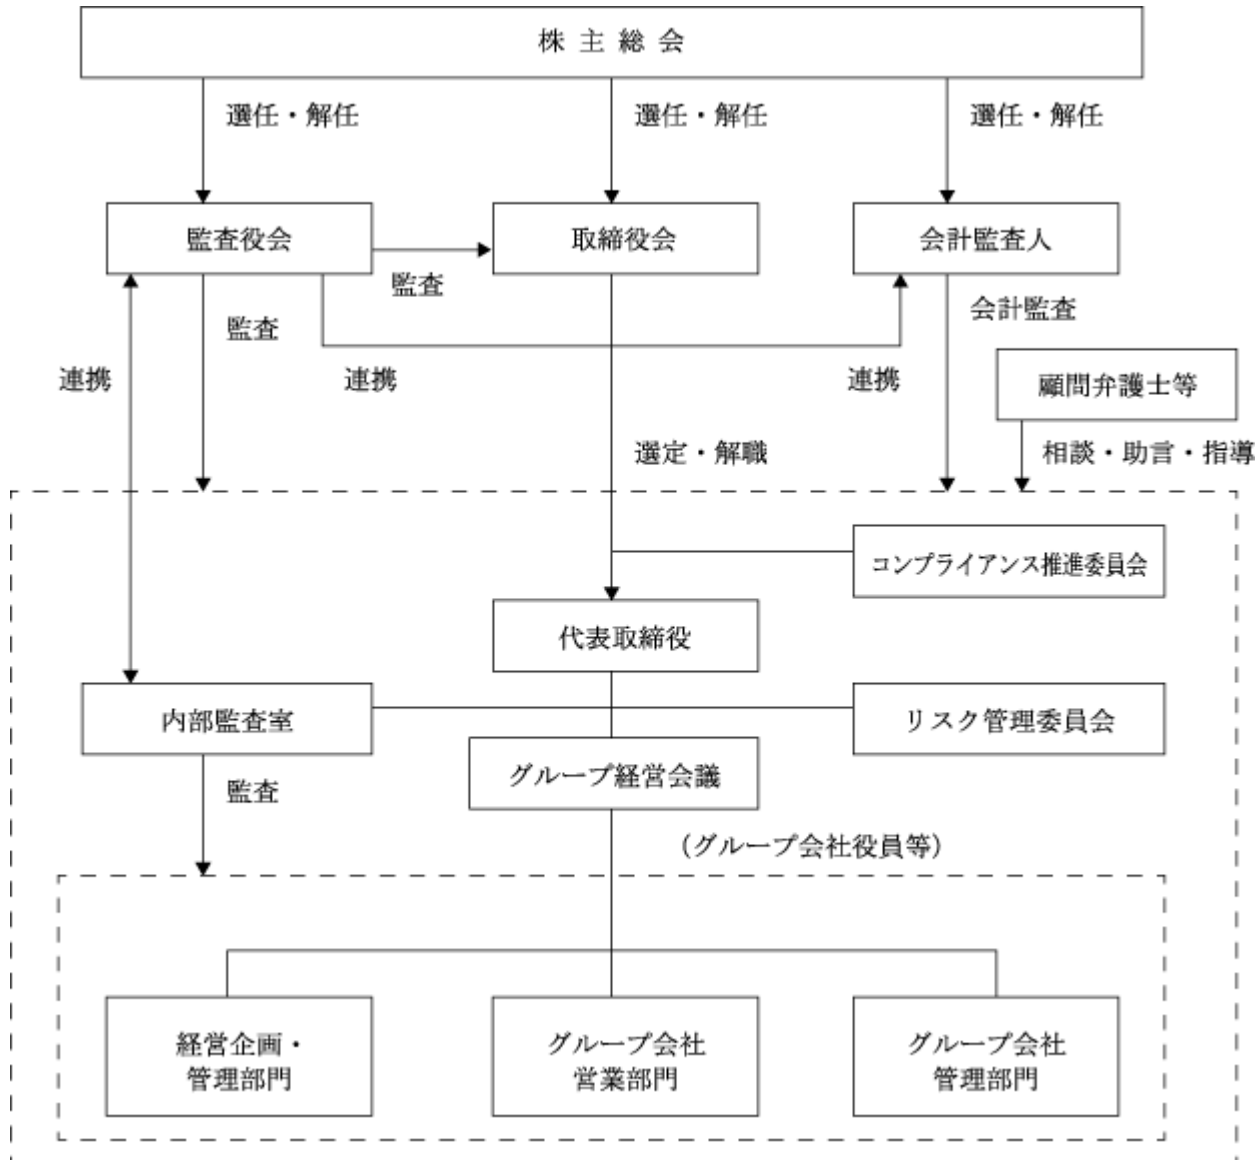 株主総会
選任・解任
選任・解任
選任・解任
監査役会
取締役会
会計監査人
監査
会計監査
監査
連携
連携
連携
顧問弁護士等
選定・解職
相談・助言・指導
コンプライアンス推進委員会
代表取締役
内部監査室
リスク管理委員会
グループ経営会議
監査
（グループ会社役員等）
経営企画・
管理部門
グループ会社
営業部門
グループ会社
管理部門